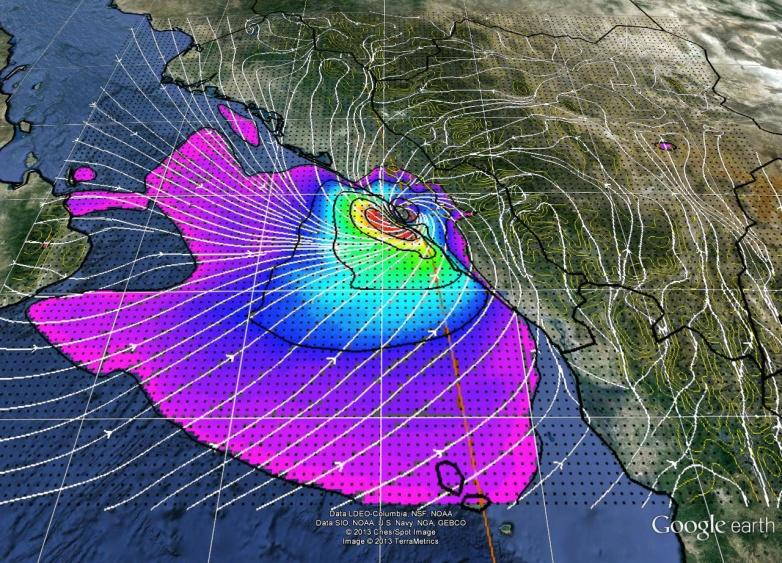 Data LDEO-Columbia, NSF, NOAA
Data SIO, NOAA, U.S. Navy, NGA, GEBCO
© 2013 Cnes/Spot Image
Image © 2013 TerraMetrics
Google earth